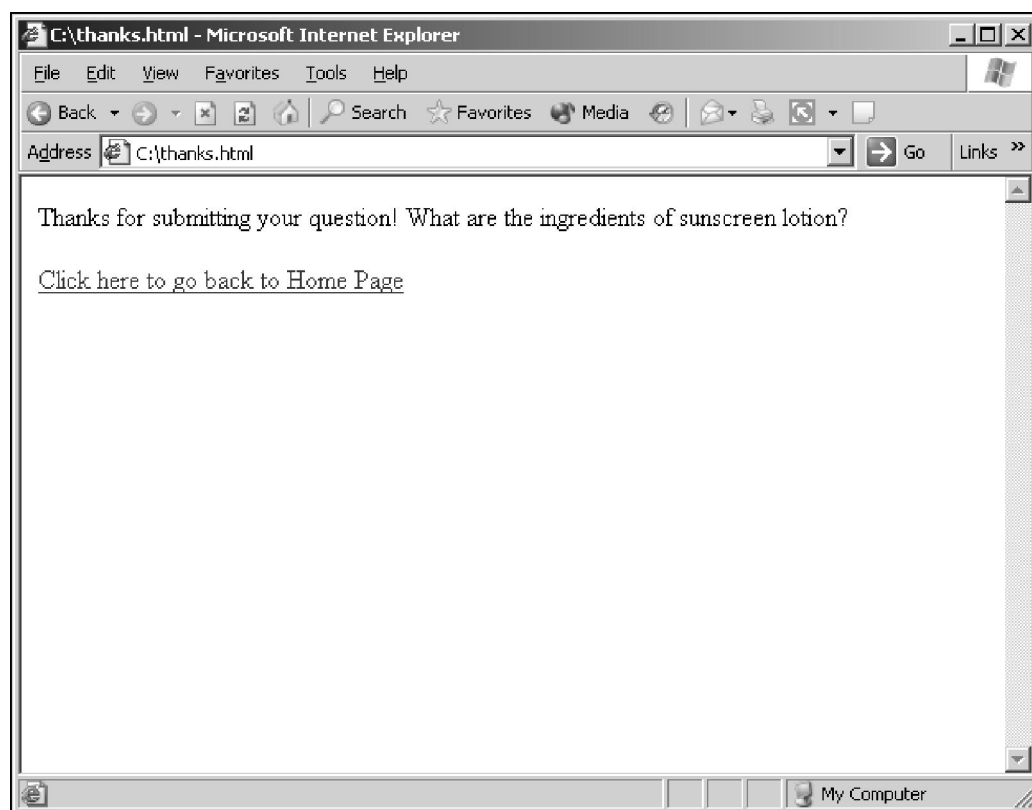 C:\thanks.html - Microsoft Internet Explorer
File Edit View Favorites Tools Help
Back Search Favorites Media
Address C:\thanks.html Go Links »
Thanks for submitting your question! What are the ingredients of sunscreen lotion?
Click here to go back to Home Page
My Computer